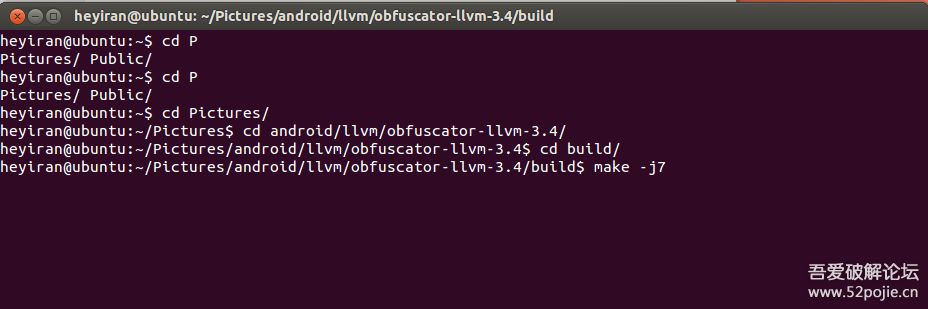 heyiran@ubuntu: ~/Pictures/android/llvm/obfuscator-llvm-3.4/build
heyiran@ubuntu:~$ cd P
Pictures/ Public/
heyiran@ubuntu:~$ cd P
Pictures/ Public/
heyiran@ubuntu:~$ cd Pictures/
heyiran@ubuntu:~/Pictures$ cd android/llvm/obfuscator-llvm-3.4/
heyiran@ubuntu:~/Pictures/android/llvm/obfuscator-llvm-3.4$ cd build/
heyiran@ubuntu:~/Pictures/android/llvm/obfuscator-llvm-3.4/build$ make -j7
吾爱破解论坛
www.52pojie.cn